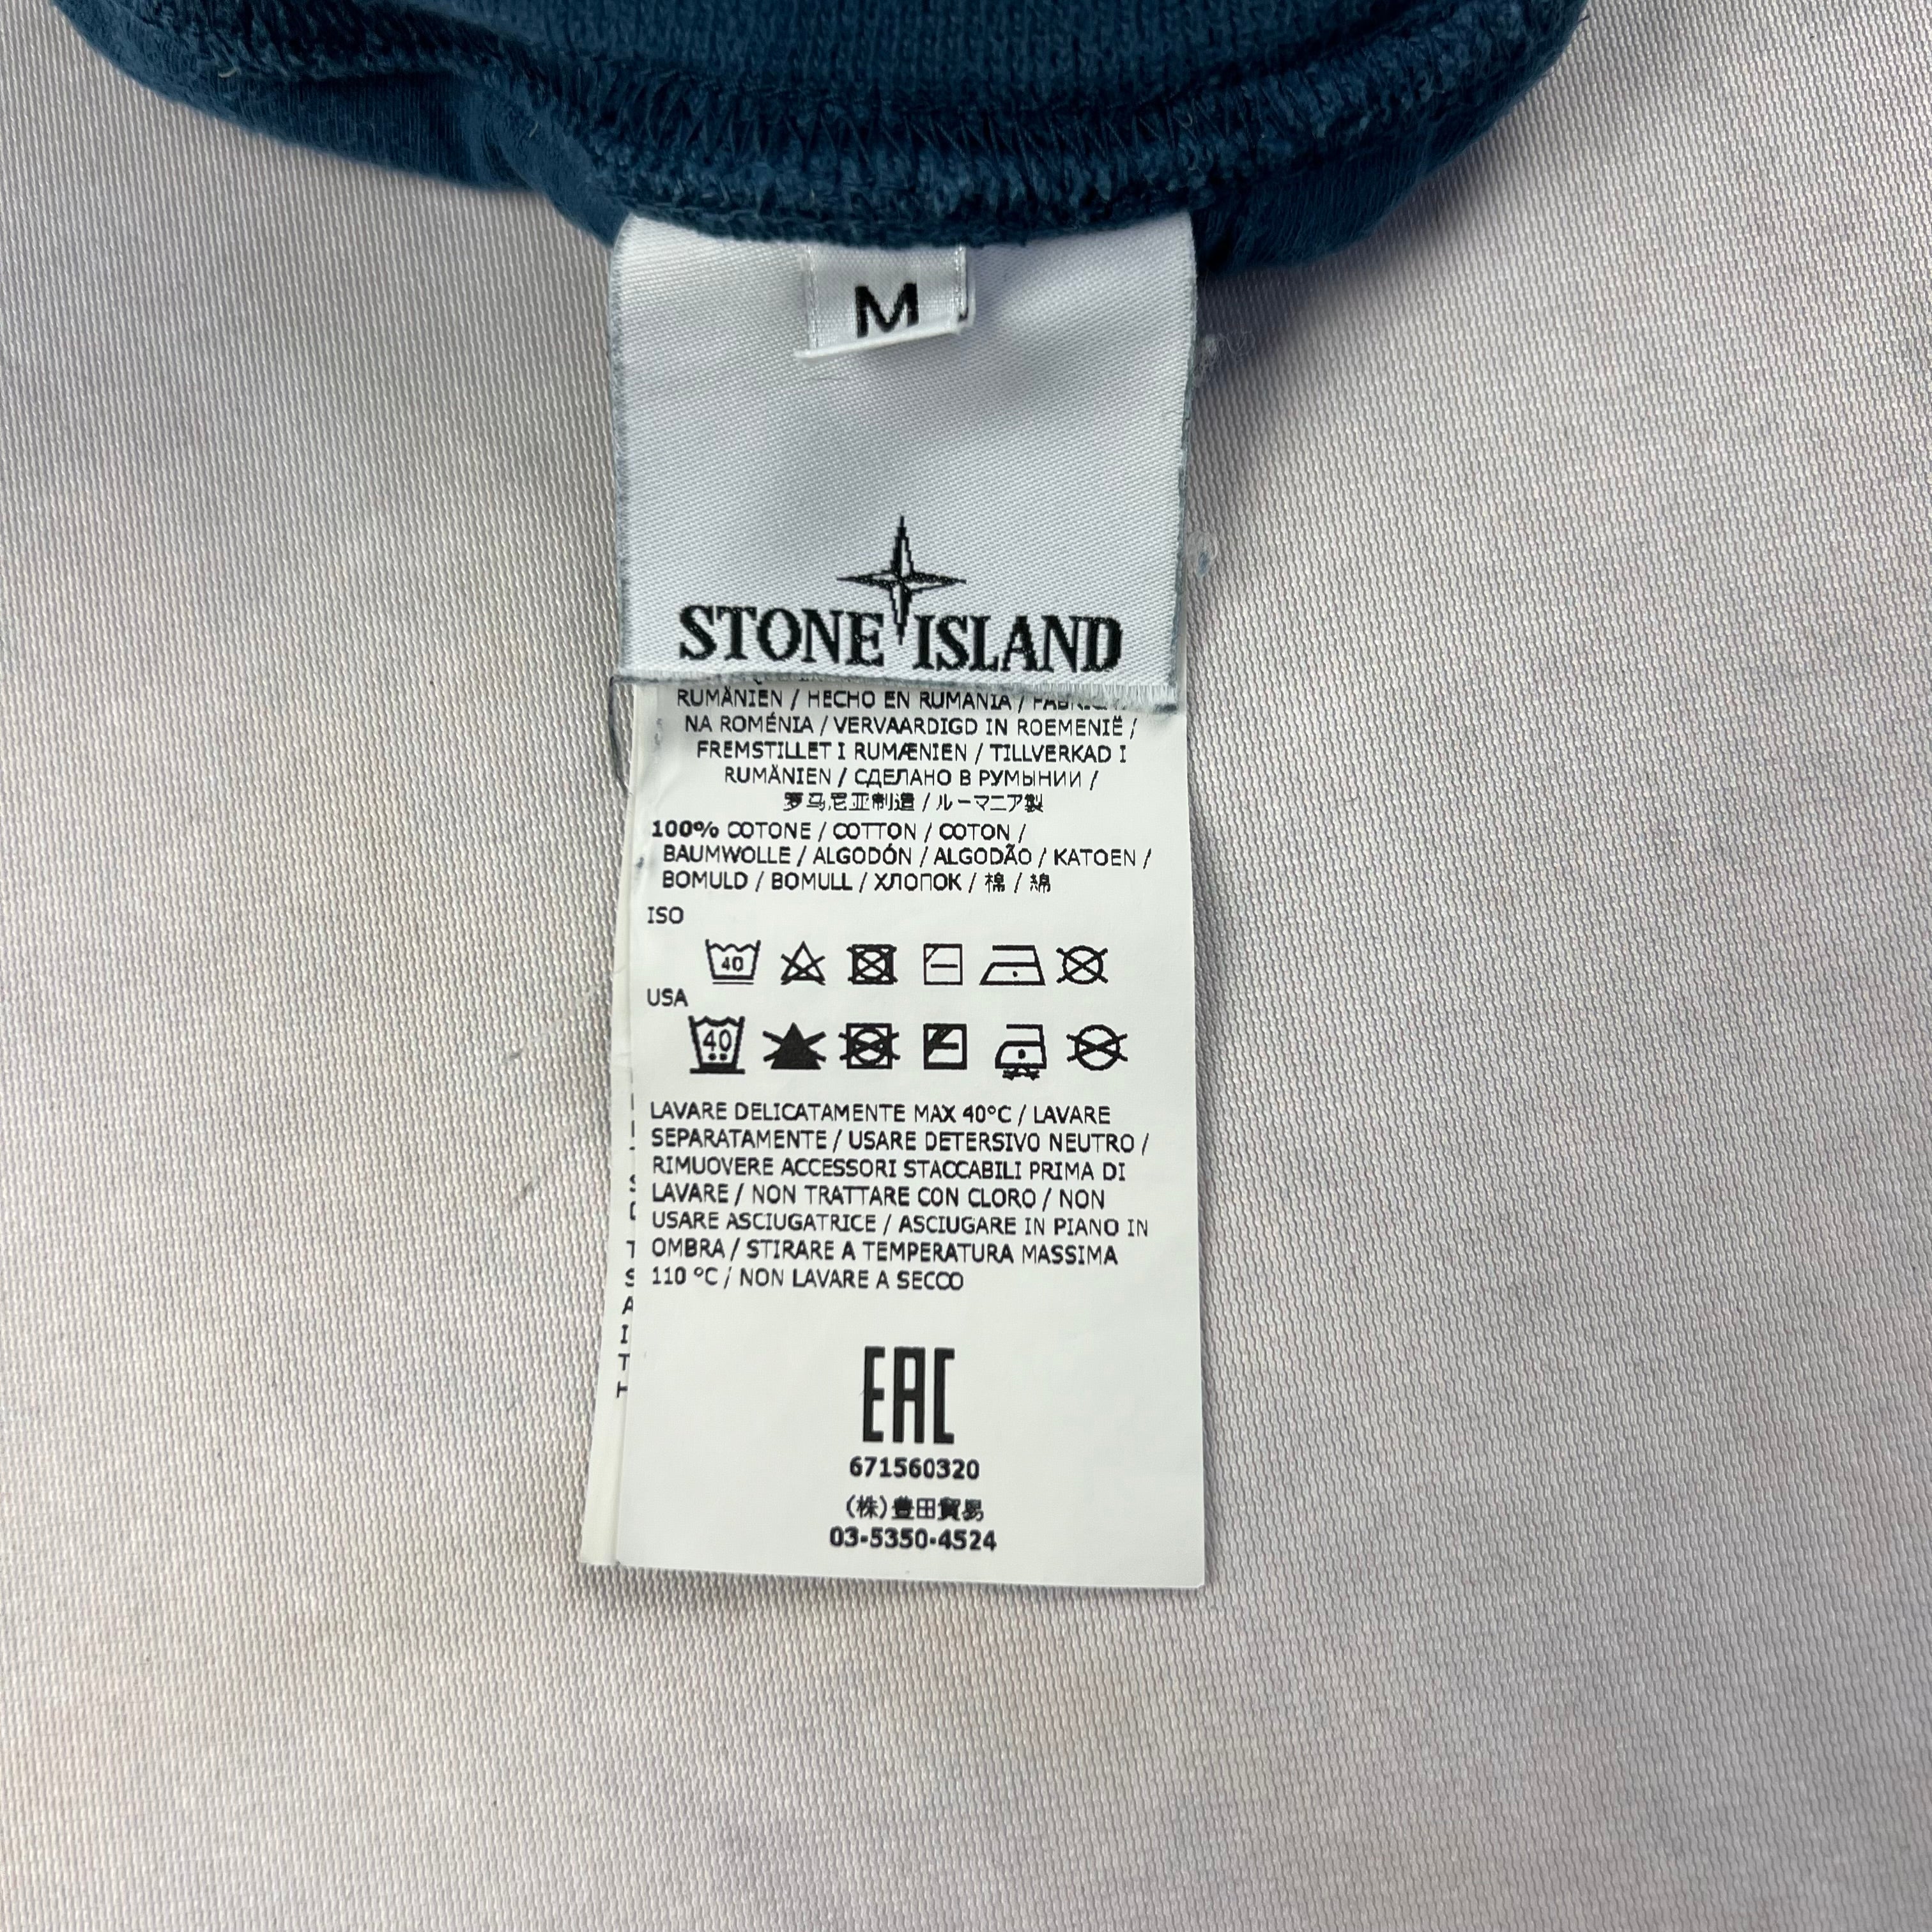 M
STONE ISLAND
RUMÄNIEN / HECHO EN RUMANIA /
NA ROMÉNIA / VERVAARDIGD IN ROEMENIË /
FREMSTILLET I RUMÆNIEN / TILLVERKAD I
RUMÄNIEN / СДЕЛАНО В РУМЫНИИ /
罗马尼亚制造 / ルーマニア製
100% COTONE / COTTON / COTON /
BAUMWOLLE / ALGODÓN / ALGODÃO / KATOEN /
BOMULD / BOMULL / ХЛОПОК / 棉 / 綿
ISO
40
USA
40
LAVARE DELICATAMENTE MAX 40°C / LAVARE
SEPARATAMENTE / USARE DETERSIVO NEUTRO /
RIMUOVERE ACCESSORI STACCABILI PRIMA DI
LAVARE / NON TRATTARE CON CLORO / NON
USARE ASCIUGATRICE / ASCIUGARE IN PIANO IN
OMBRA / STIRARE A TEMPERATURA MASSIMA
110 °C / NON LAVARE A SECCO
EAC
671560320
(株)豊田貿易
03-5350-4524